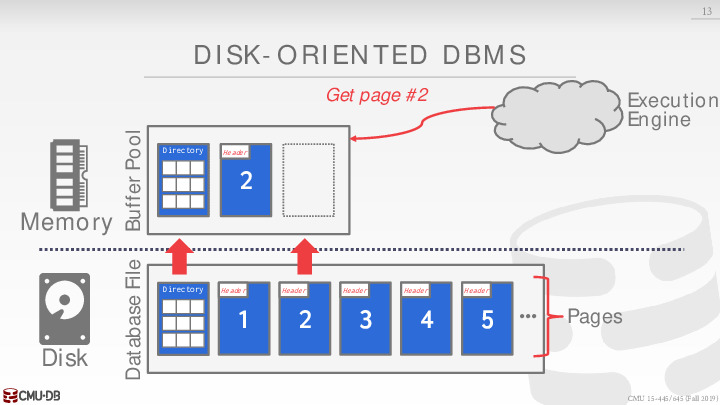 13
DISK-ORIENTED DBMS
Get page #2
Execution
Engine
Buffer Pool
Directory
Header
2
Memory
Database File
Directory
Header
1
Header
2
Header
3
Header
4
Header
5
•••
Pages
Disk
CMU·DB
CMU 15-445/645 (Fall 2019)